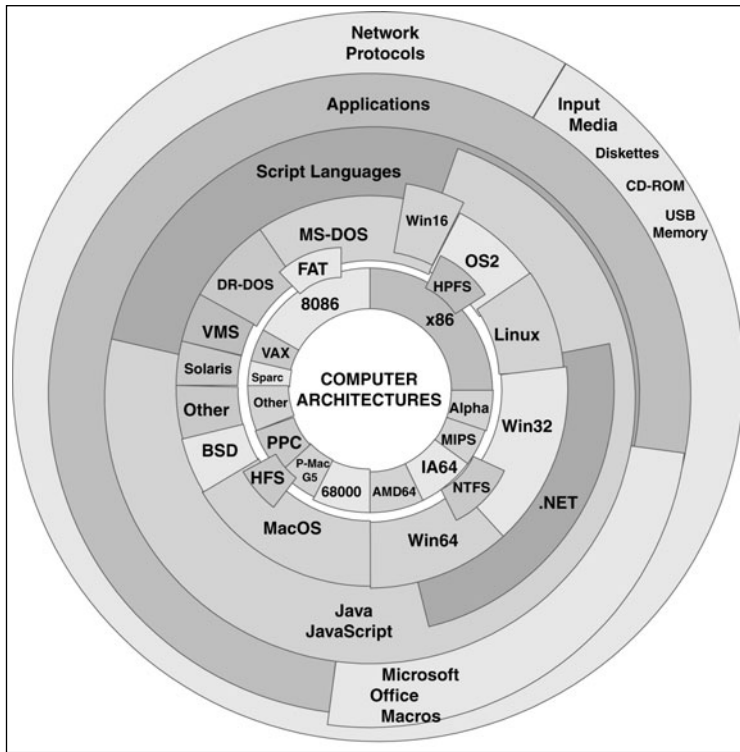 Network
Protocols
Input
Media
Diskettes
CD-ROM
USB
Memory
Applications
Script Languages
MS-DOS
Win16
OS2
DR-DOS
FAT
HPFS
8086
x86
VMS
Linux
VAX
Solaris
Sparc
COMPUTER
ARCHITECTURES
Other
Other
Alpha
Win32
BSD
PPC
MIPS
P-Mac
G5
IA64
HFS
68000
AMD64
NTFS
.NET
MacOS
Win64
Java
JavaScript
Microsoft
Office
Macros